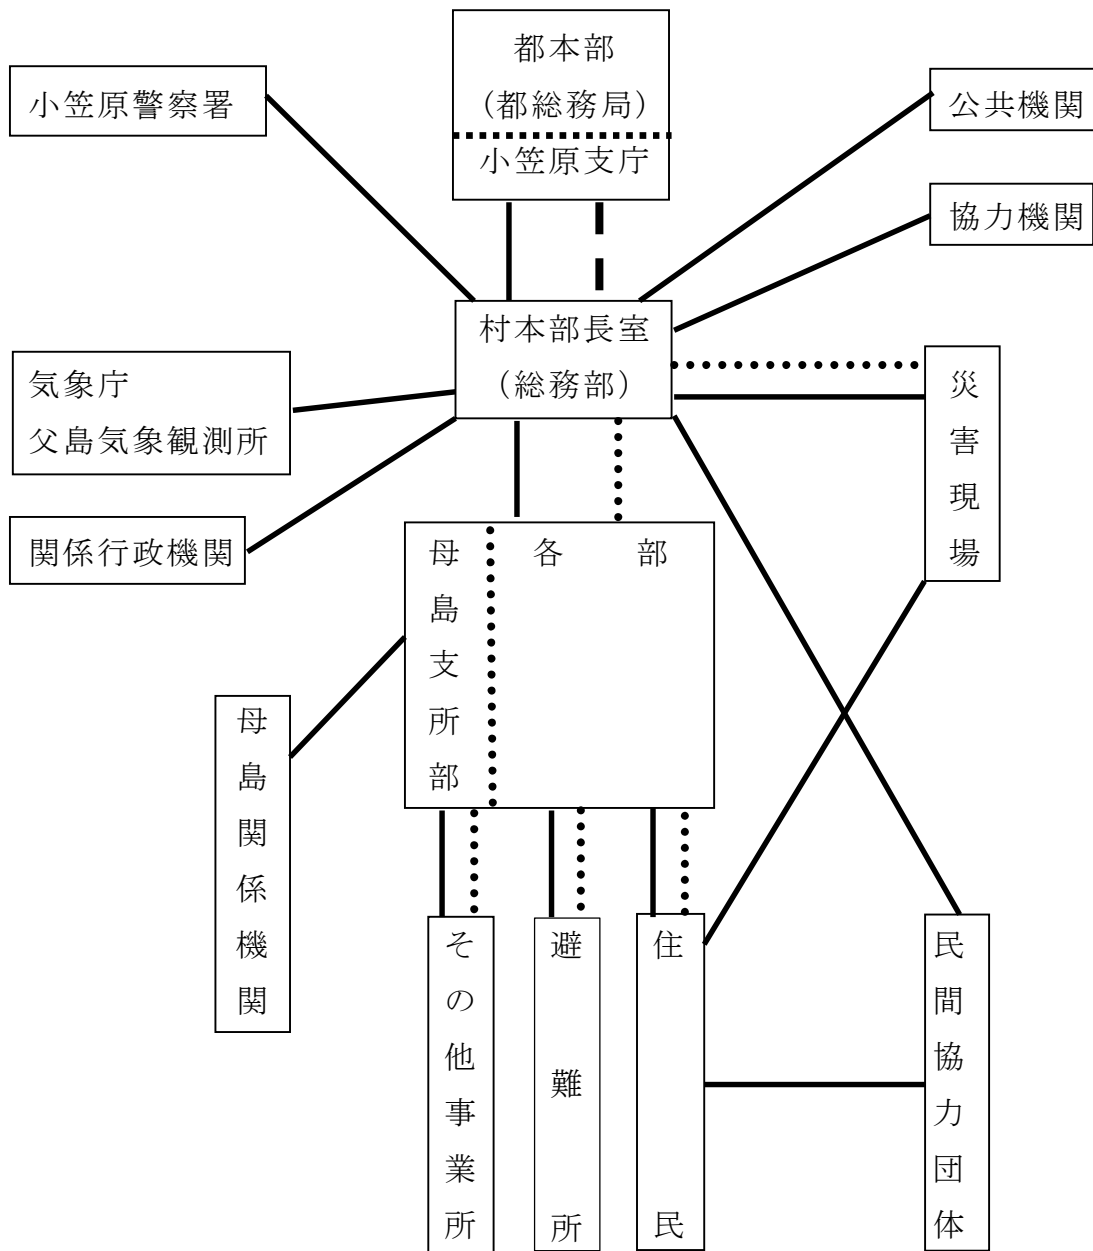 都本部
(都総務局)
小笠原支庁
小笠原警察署
公共機関
協力機関
村本部長室
(総務部)
気象庁
父島気象観測所
関係行政機関
災害現場
母島支所部
各部
母島関係機関
その他事業所
避難所
住民
民間協力団体